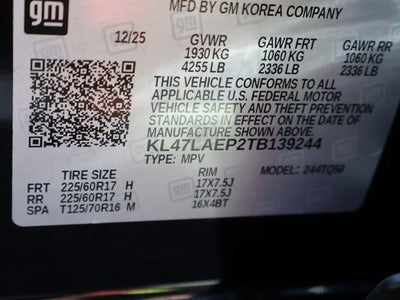 gm
MFD BY GM KOREA COMPANY
12/25 GVWR GAWR FRT GAWR RR
1930 KG 1060 KG 1060 KG
4255 LB 2336 LB 2336 LB
THIS VEHICLE CONFORMS TO ALL
APPLICABLE U.S. FEDERAL MOTOR
VEHICLE SAFETY AND THEFT PREVENTION
STANDARDS IN EFFECT ON THE DATE OF
MANUFACTURE SHOWN ABOVE.
KL47LAEP2TB139244
TYPE: MPV MODEL: 244TQ58
TIRE SIZE RIM
FRT 225/60R17 H 17X7.5J
RR 225/60R17 H 17X7.5J
SPA T125/70R16 M 16X4BT